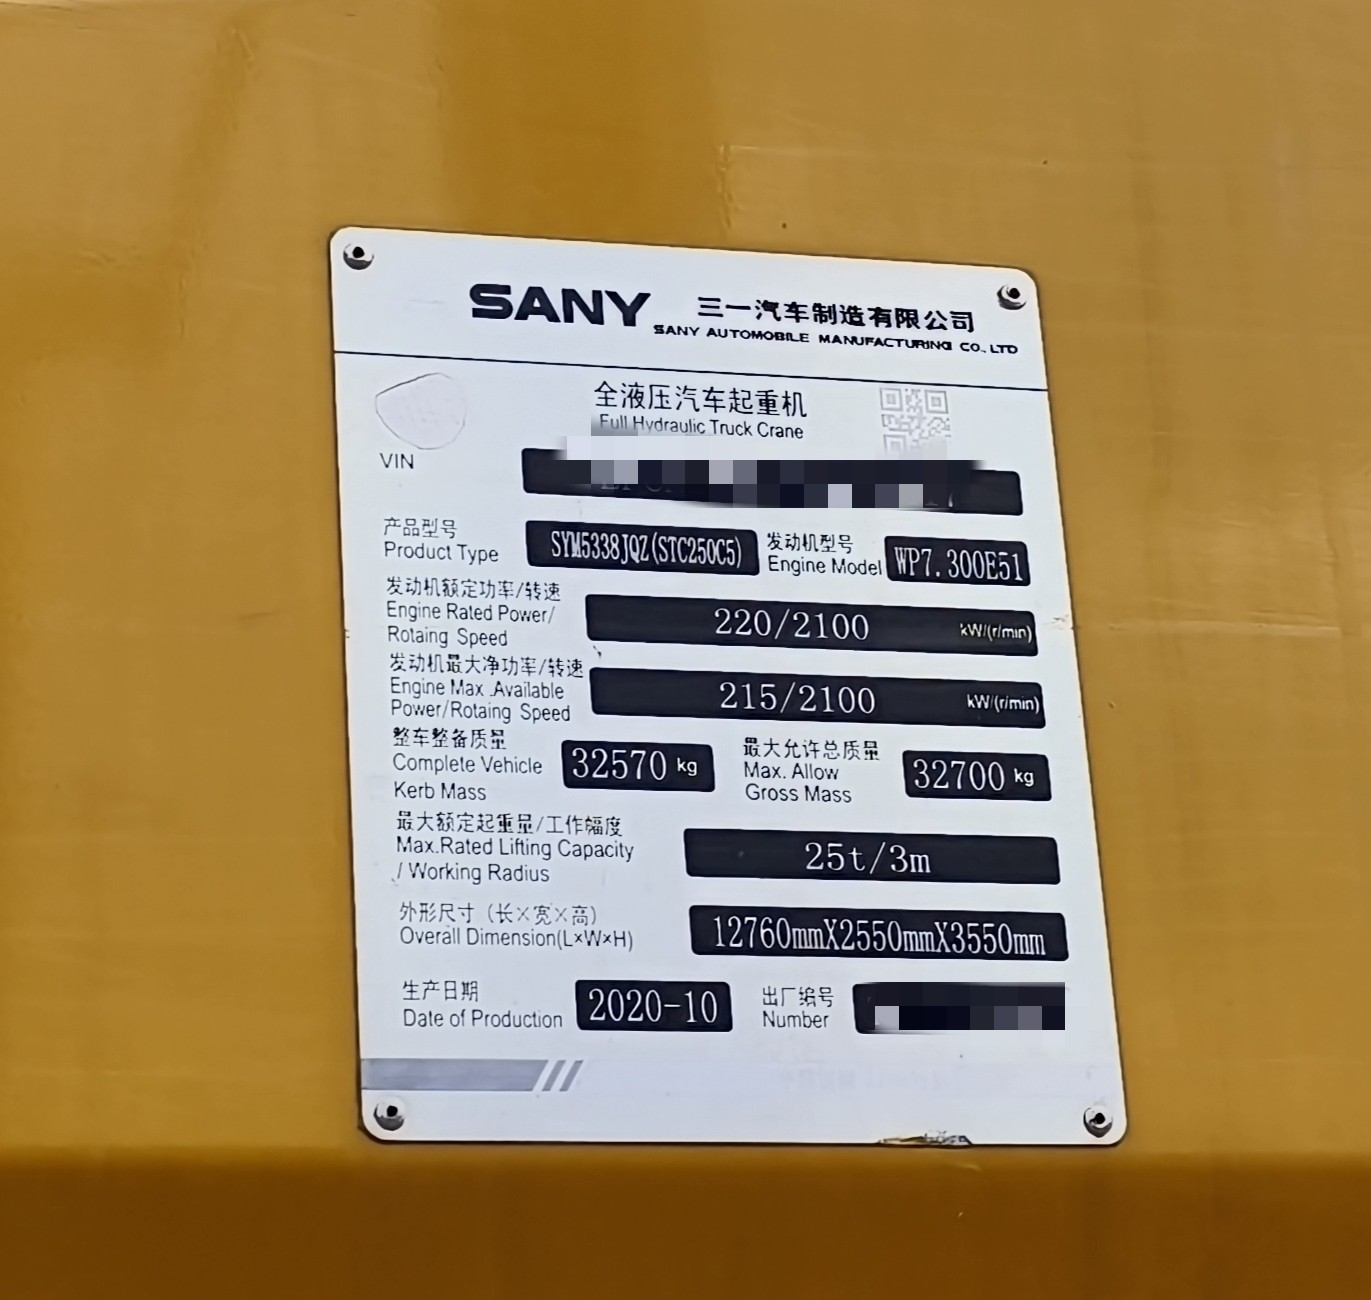 SANY 三一汽车制造有限公司
SANY AUTOMOBILE MANUFACTURING CO., LTD
全液压汽车起重机
Full Hydraulic Truck Crane
VIN
产品型号
Product Type
SYM5338JQZ(STC250C5)
发动机型号
Engine Model
WP7.300E51
发动机额定功率/转速
Engine Rated Power/
Rotaing Speed
220/2100 kW/(r/min)
发动机最大净功率/转速
Engine Max .Available
Power/Rotaing Speed
215/2100 kW/(r/min)
整车整备质量
Complete Vehicle
Kerb Mass
32570 kg
最大允许总质量
Max. Allow
Gross Mass
32700 kg
最大额定起重量/工作幅度
Max.Rated Lifting Capacity
/ Working Radius
25t/3m
外形尺寸（长×宽×高）
Overall Dimension(L×W×H)
12760mmX2550mmX3550mm
生产日期
Date of Production
2020-10
出厂编号
Number